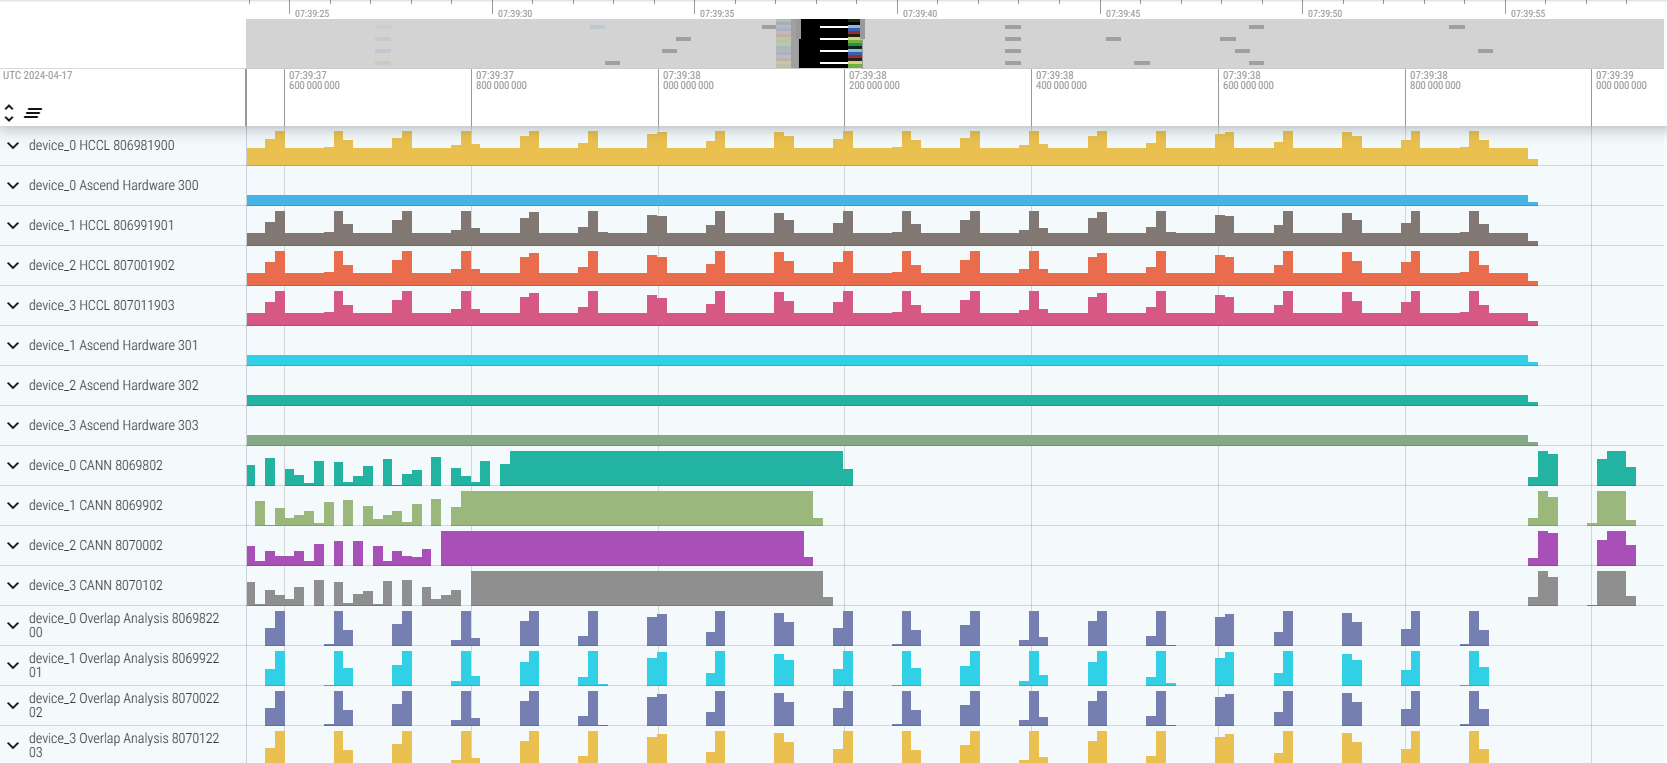 07:39:25 07:39:30 07:39:35 07:39:40 07:39:45 07:39:50 07:39:55
UTC 2024-04-17
07:39:37 07:39:37 07:39:38 07:39:38 07:39:38 07:39:38 07:39:38 07:39:39
600 000 000 800 000 000 000 000 000 200 000 000 400 000 000 600 000 000 800 000 000 000 000 000
device_0 HCCL 806981900
device_0 Ascend Hardware 300
device_1 HCCL 806991901
device_2 HCCL 807001902
device_3 HCCL 807011903
device_1 Ascend Hardware 301
device_2 Ascend Hardware 302
device_3 Ascend Hardware 303
device_0 CANN 8069802
device_1 CANN 8069902
device_2 CANN 8070002
device_3 CANN 8070102
device_0 Overlap Analysis 8069822
00
device_1 Overlap Analysis 8069922
01
device_2 Overlap Analysis 8070022
02
device_3 Overlap Analysis 8070122
03